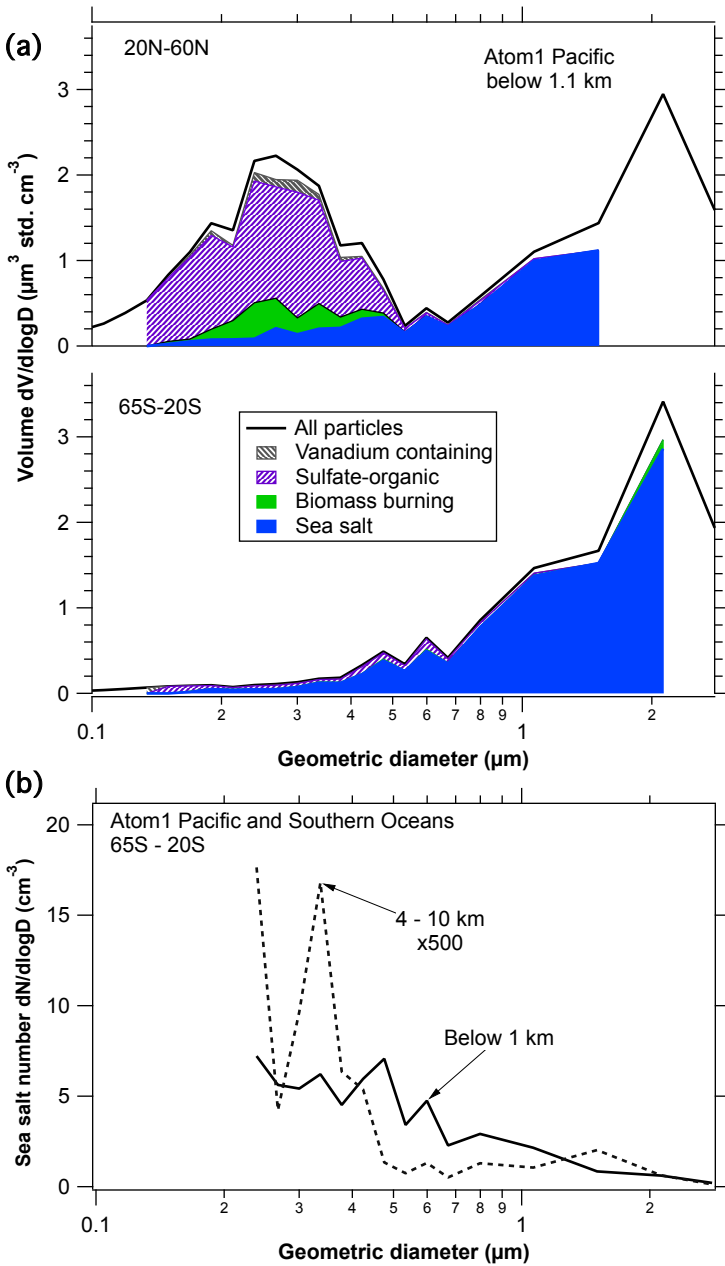 (a)
20N-60N
Atom1 Pacific
below 1.1 km
3
2
1
0
Volume dV/dlogD (µm³ std. cm⁻³)
65S-20S
All particles
Vanadium containing
Sulfate-organic
Biomass burning
Sea salt
3
2
1
0
0.1
2
3
4
5
6
7
8
9
1
2
Geometric diameter (µm)
(b)
Atom1 Pacific and Southern Oceans
65S - 20S
20
15
10
5
0
4 - 10 km
x500
Below 1 km
Sea salt number dN/dlogD (cm⁻³)
0.1
2
3
4
5
6
7
8
9
1
2
Geometric diameter (µm)